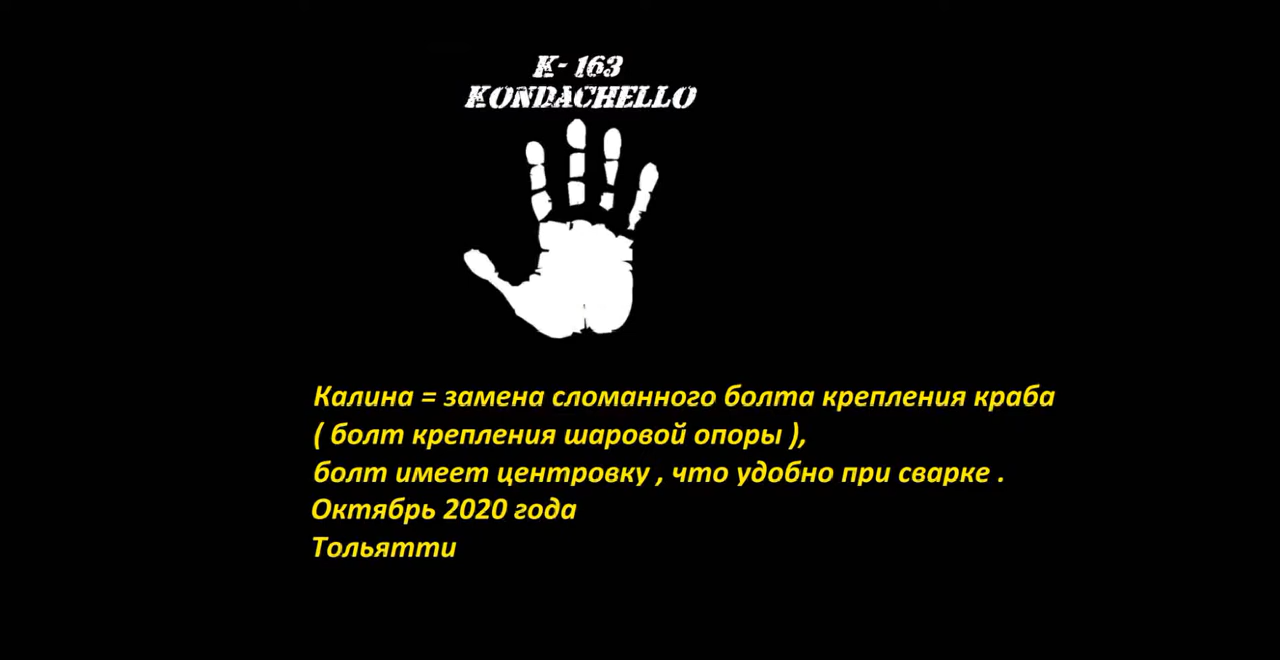 K- 163
KONDACHELLO
Калина = замена сломанного болта крепления краба
( болт крепления шаровой опоры ),
болт имеет центровку , что удобно при сварке .
Октябрь 2020 года
Тольятти